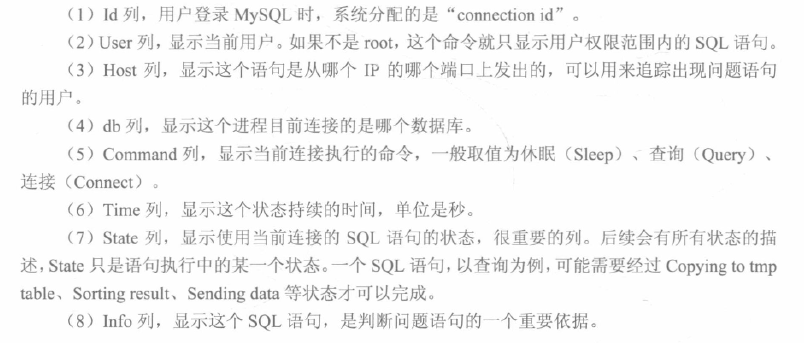 （1）Id 列，用户登录 MySQL 时，系统分配的是“connection id”。
（2）User 列，显示当前用户。如果不是 root，这个命令就只显示用户权限范围内的 SQL 语句。
（3）Host 列，显示这个语句是从哪个 IP 的哪个端口上发出的，可以用来追踪出现问题语句
的用户。
（4）db 列，显示这个进程目前连接的是哪个数据库。
（5）Command 列，显示当前连接执行的命令，一般取值为休眠（Sleep）、查询（Query）、
连接（Connect）。
（6）Time 列，显示这个状态持续的时间，单位是秒。
（7）State 列，显示使用当前连接的 SQL 语句的状态，很重要的列。后续会有所有状态的描
述，State 只是语句执行中的某一个状态。一个 SQL 语句，以查询为例，可能需要经过 Copying to tmp
table、Sorting result、Sending data 等状态才可以完成。
（8）Info 列，显示这个 SQL 语句，是判断问题语句的一个重要依据。